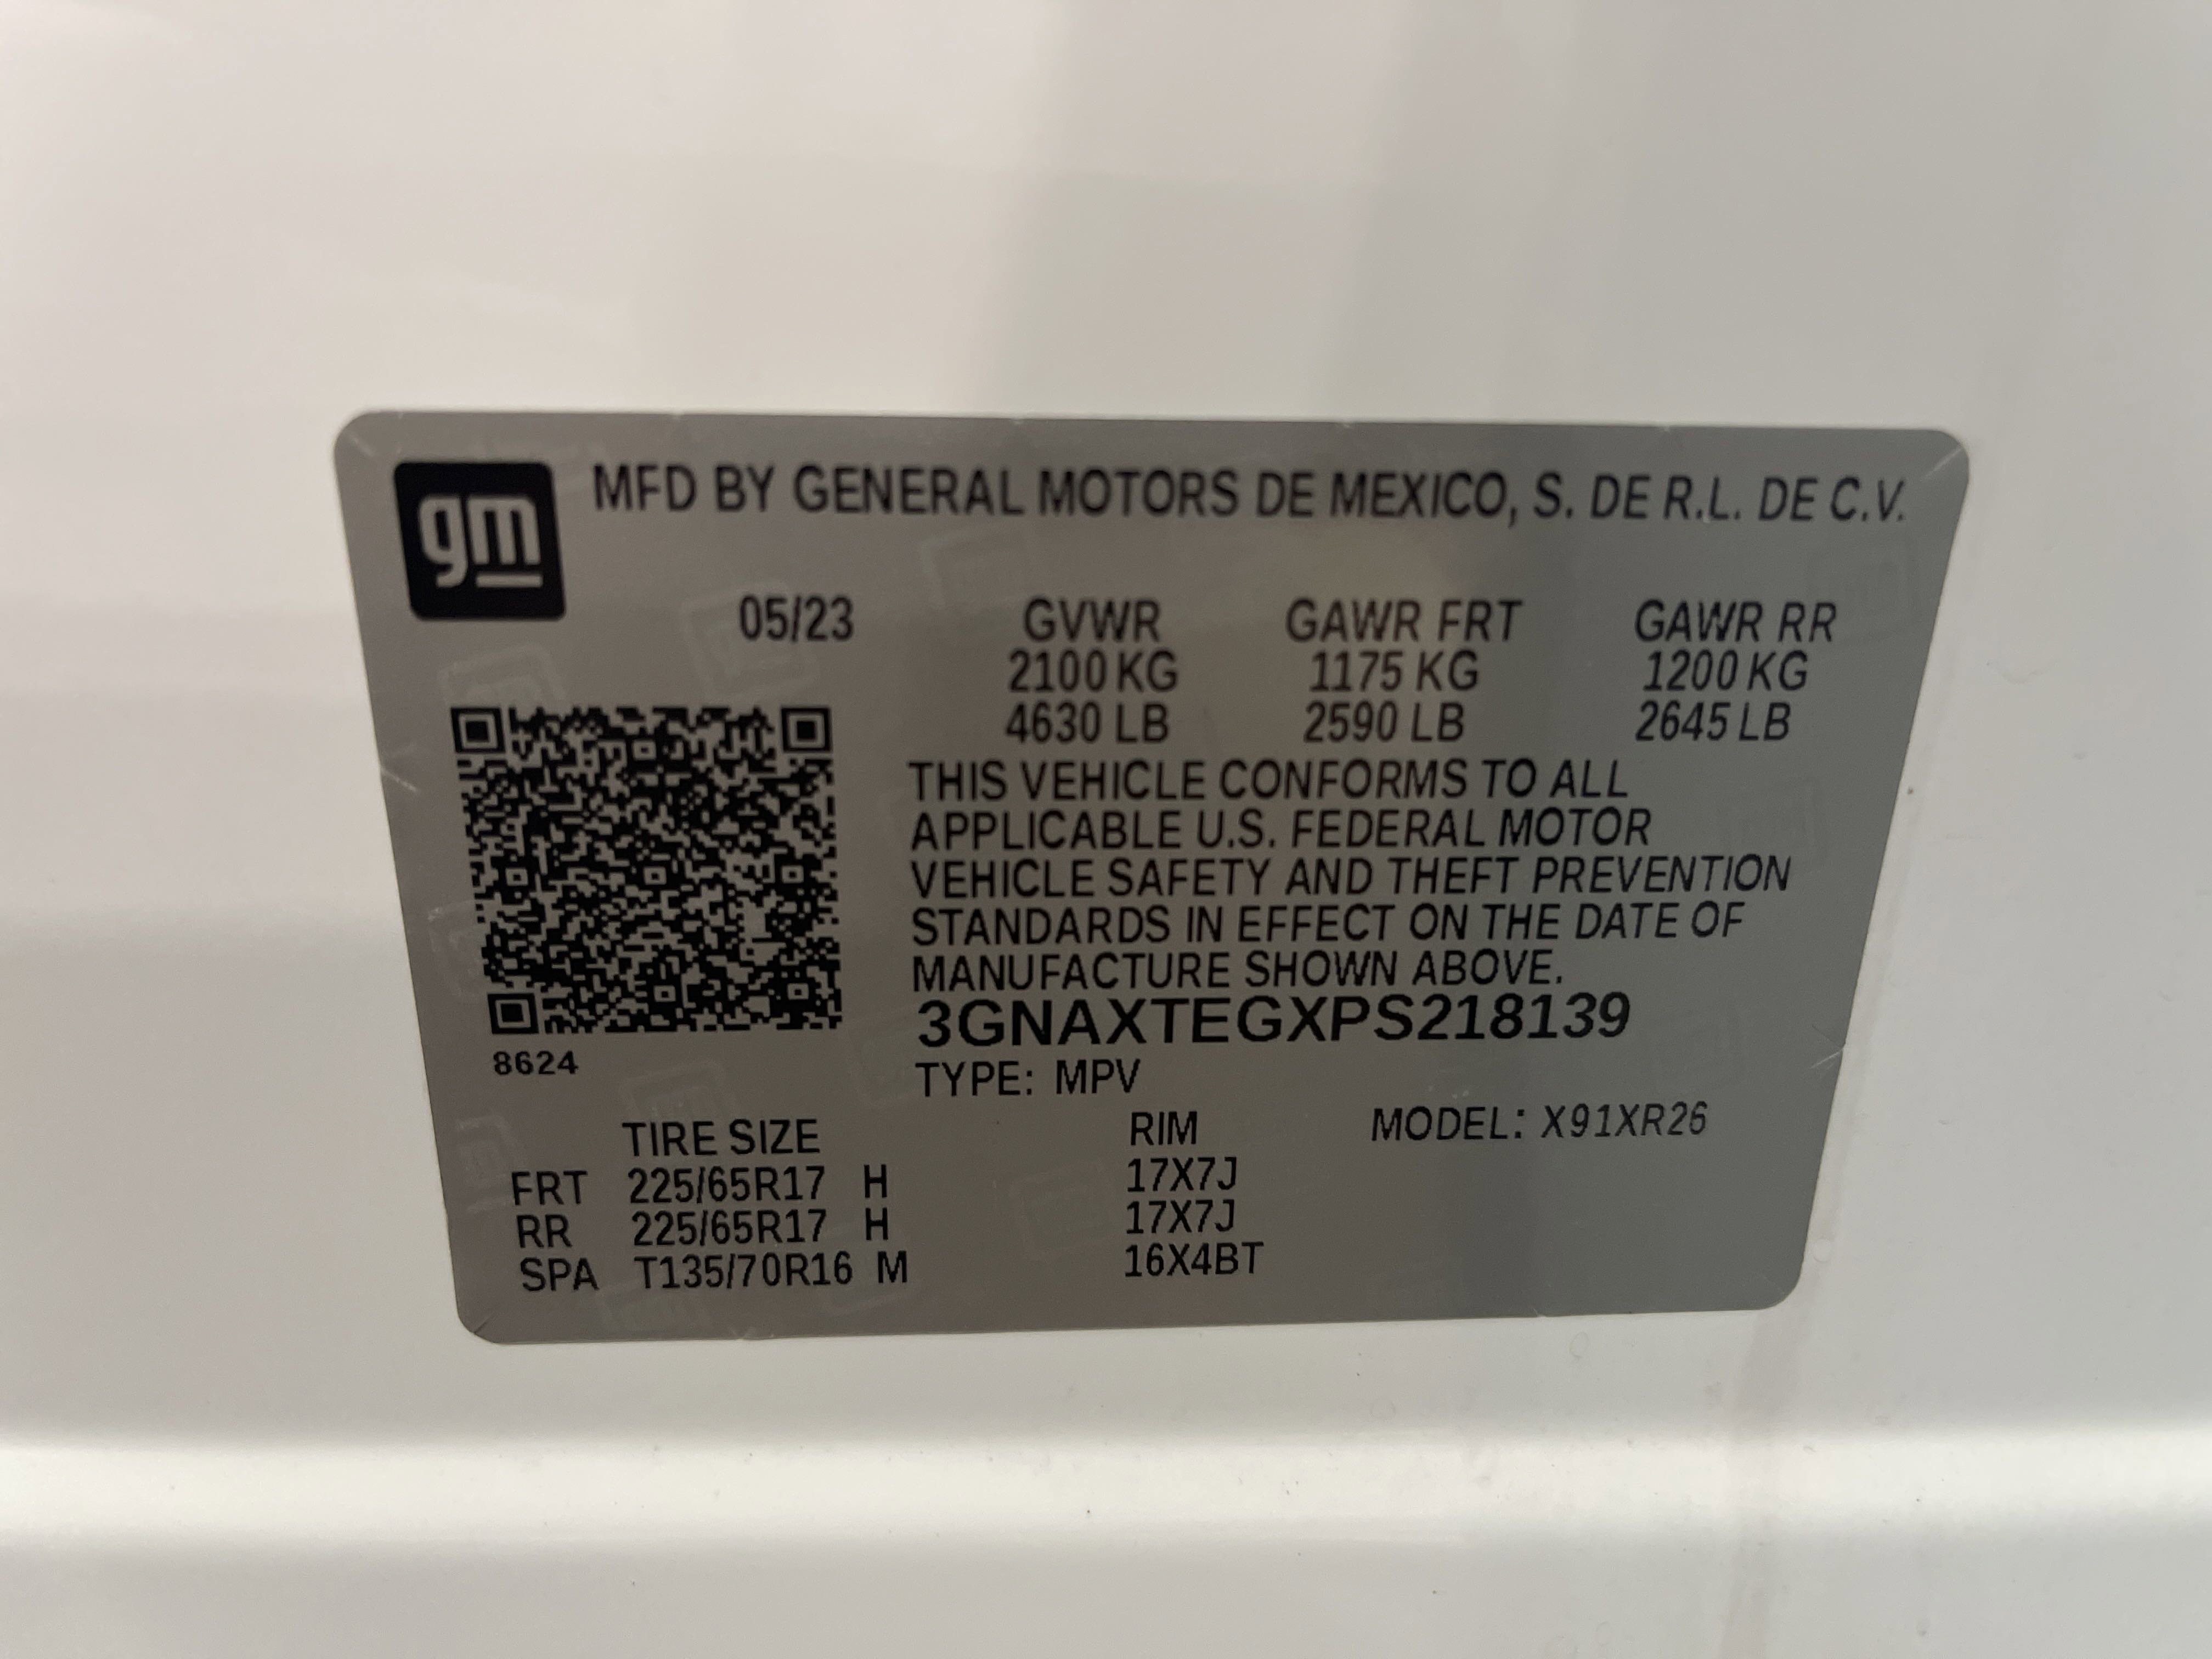 gm
MFD BY GENERAL MOTORS DE MEXICO, S. DE R.L. DE C.V.
05/23 GVWR GAWR FRT GAWR RR
2100 KG 1175 KG 1200 KG
4630 LB 2590 LB 2645 LB
THIS VEHICLE CONFORMS TO ALL
APPLICABLE U.S. FEDERAL MOTOR
VEHICLE SAFETY AND THEFT PREVENTION
STANDARDS IN EFFECT ON THE DATE OF
MANUFACTURE SHOWN ABOVE.
3GNAXTEGXPS218139
8624
TYPE: MPV
TIRE SIZE RIM MODEL: X91XR26
FRT 225/65R17 H 17X7J
RR 225/65R17 H 17X7J
SPA T135/70R16 M 16X4BT